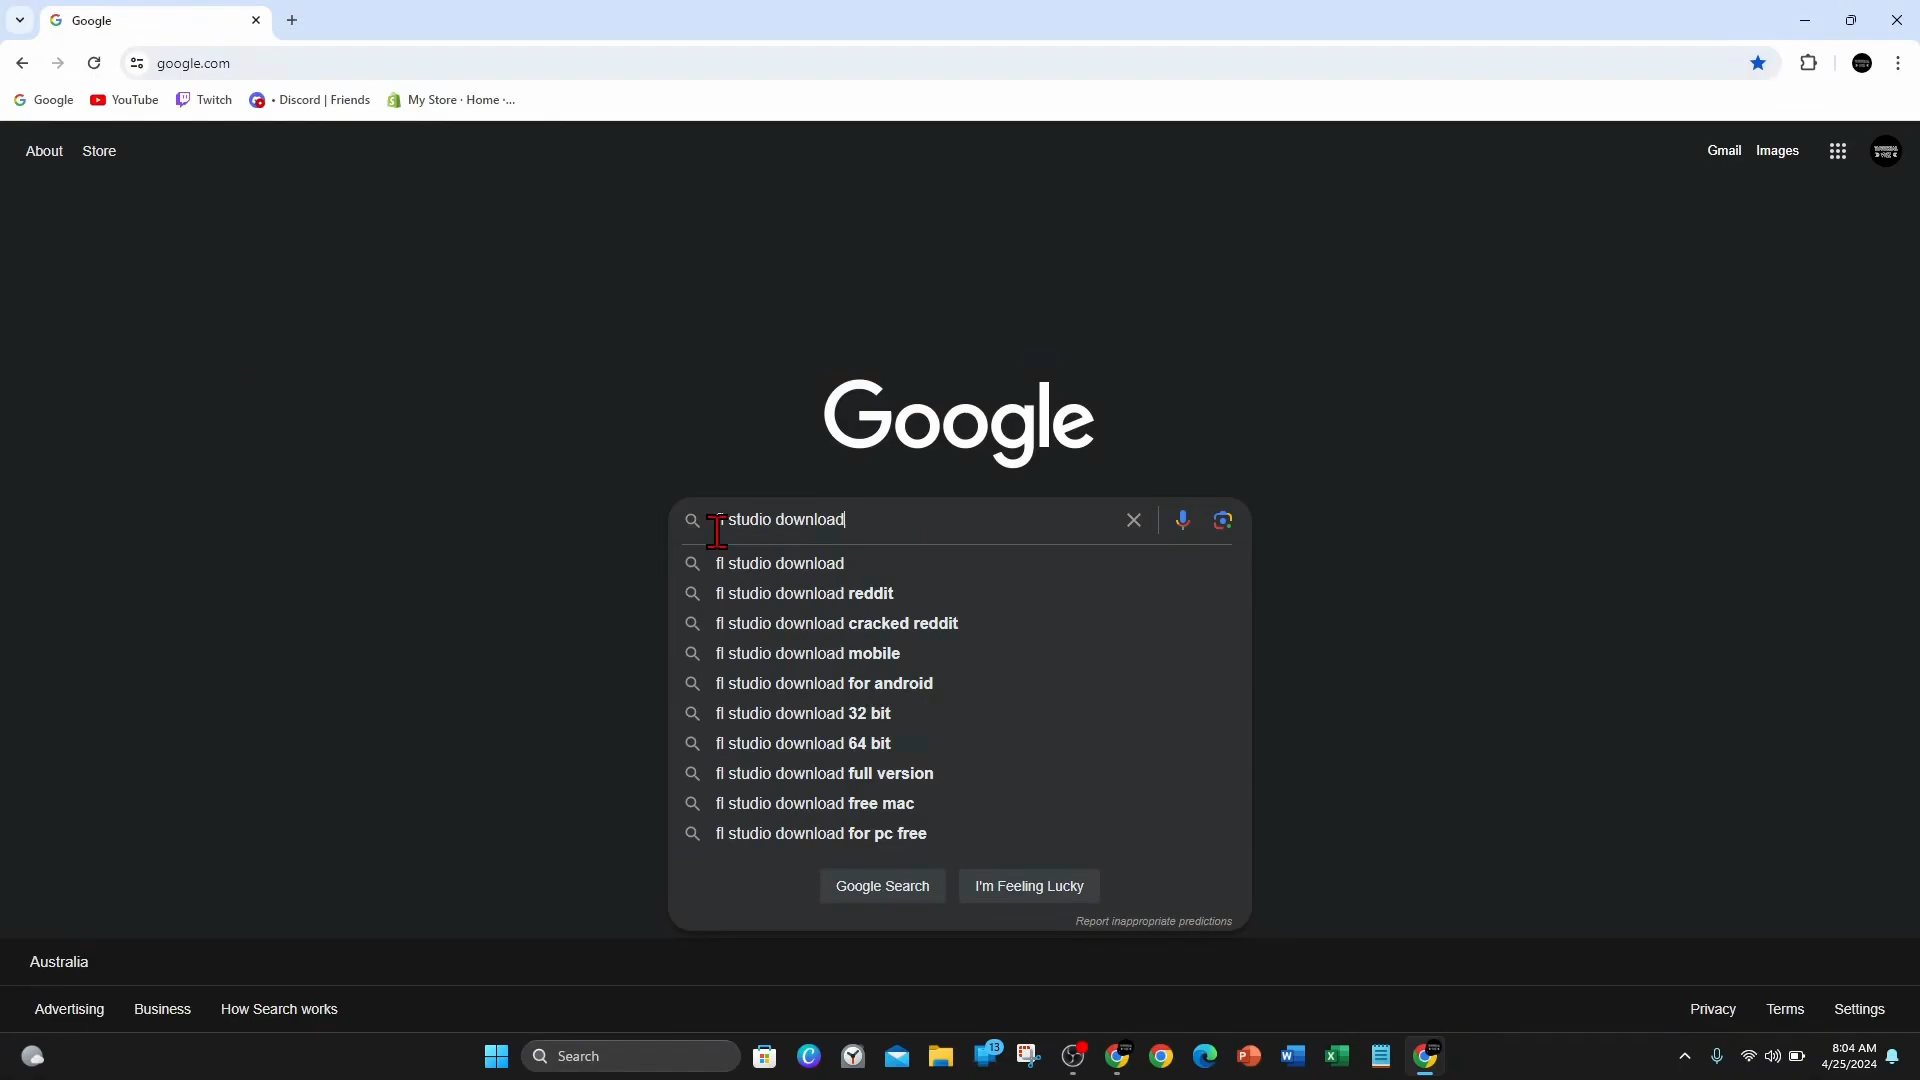 Google
google.com
Google YouTube Twitch • Discord | Friends My Store · Home ·...
About Store
Gmail Images
Google
fl studio download
fl studio download
fl studio download reddit
fl studio download cracked reddit
fl studio download mobile
fl studio download for android
fl studio download 32 bit
fl studio download 64 bit
fl studio download full version
fl studio download free mac
fl studio download for pc free
Google Search I'm Feeling Lucky
Report inappropriate predictions
Australia
Advertising Business How Search works
Privacy Terms Settings
Search
13
8:04 AM
4/25/2024